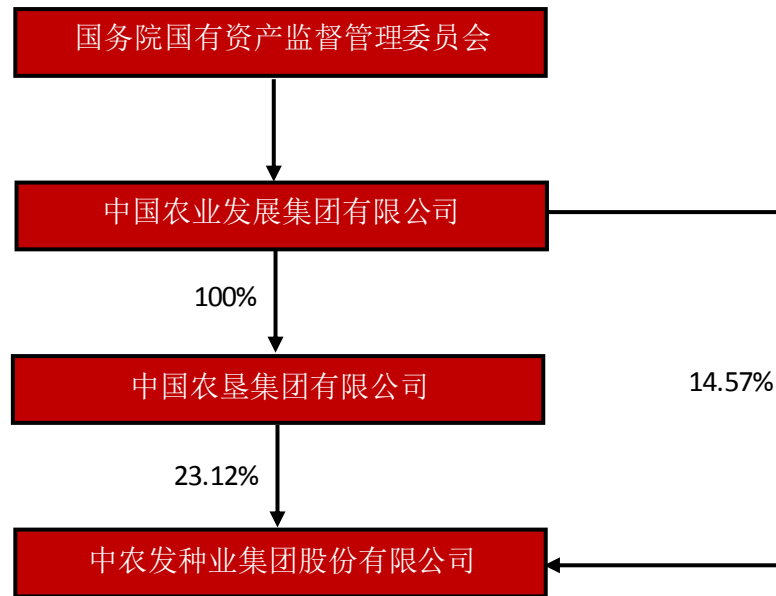 国务院国有资产监督管理委员会
中国农业发展集团有限公司
100%
中国农垦集团有限公司
14.57%
23.12%
中农发种业集团股份有限公司